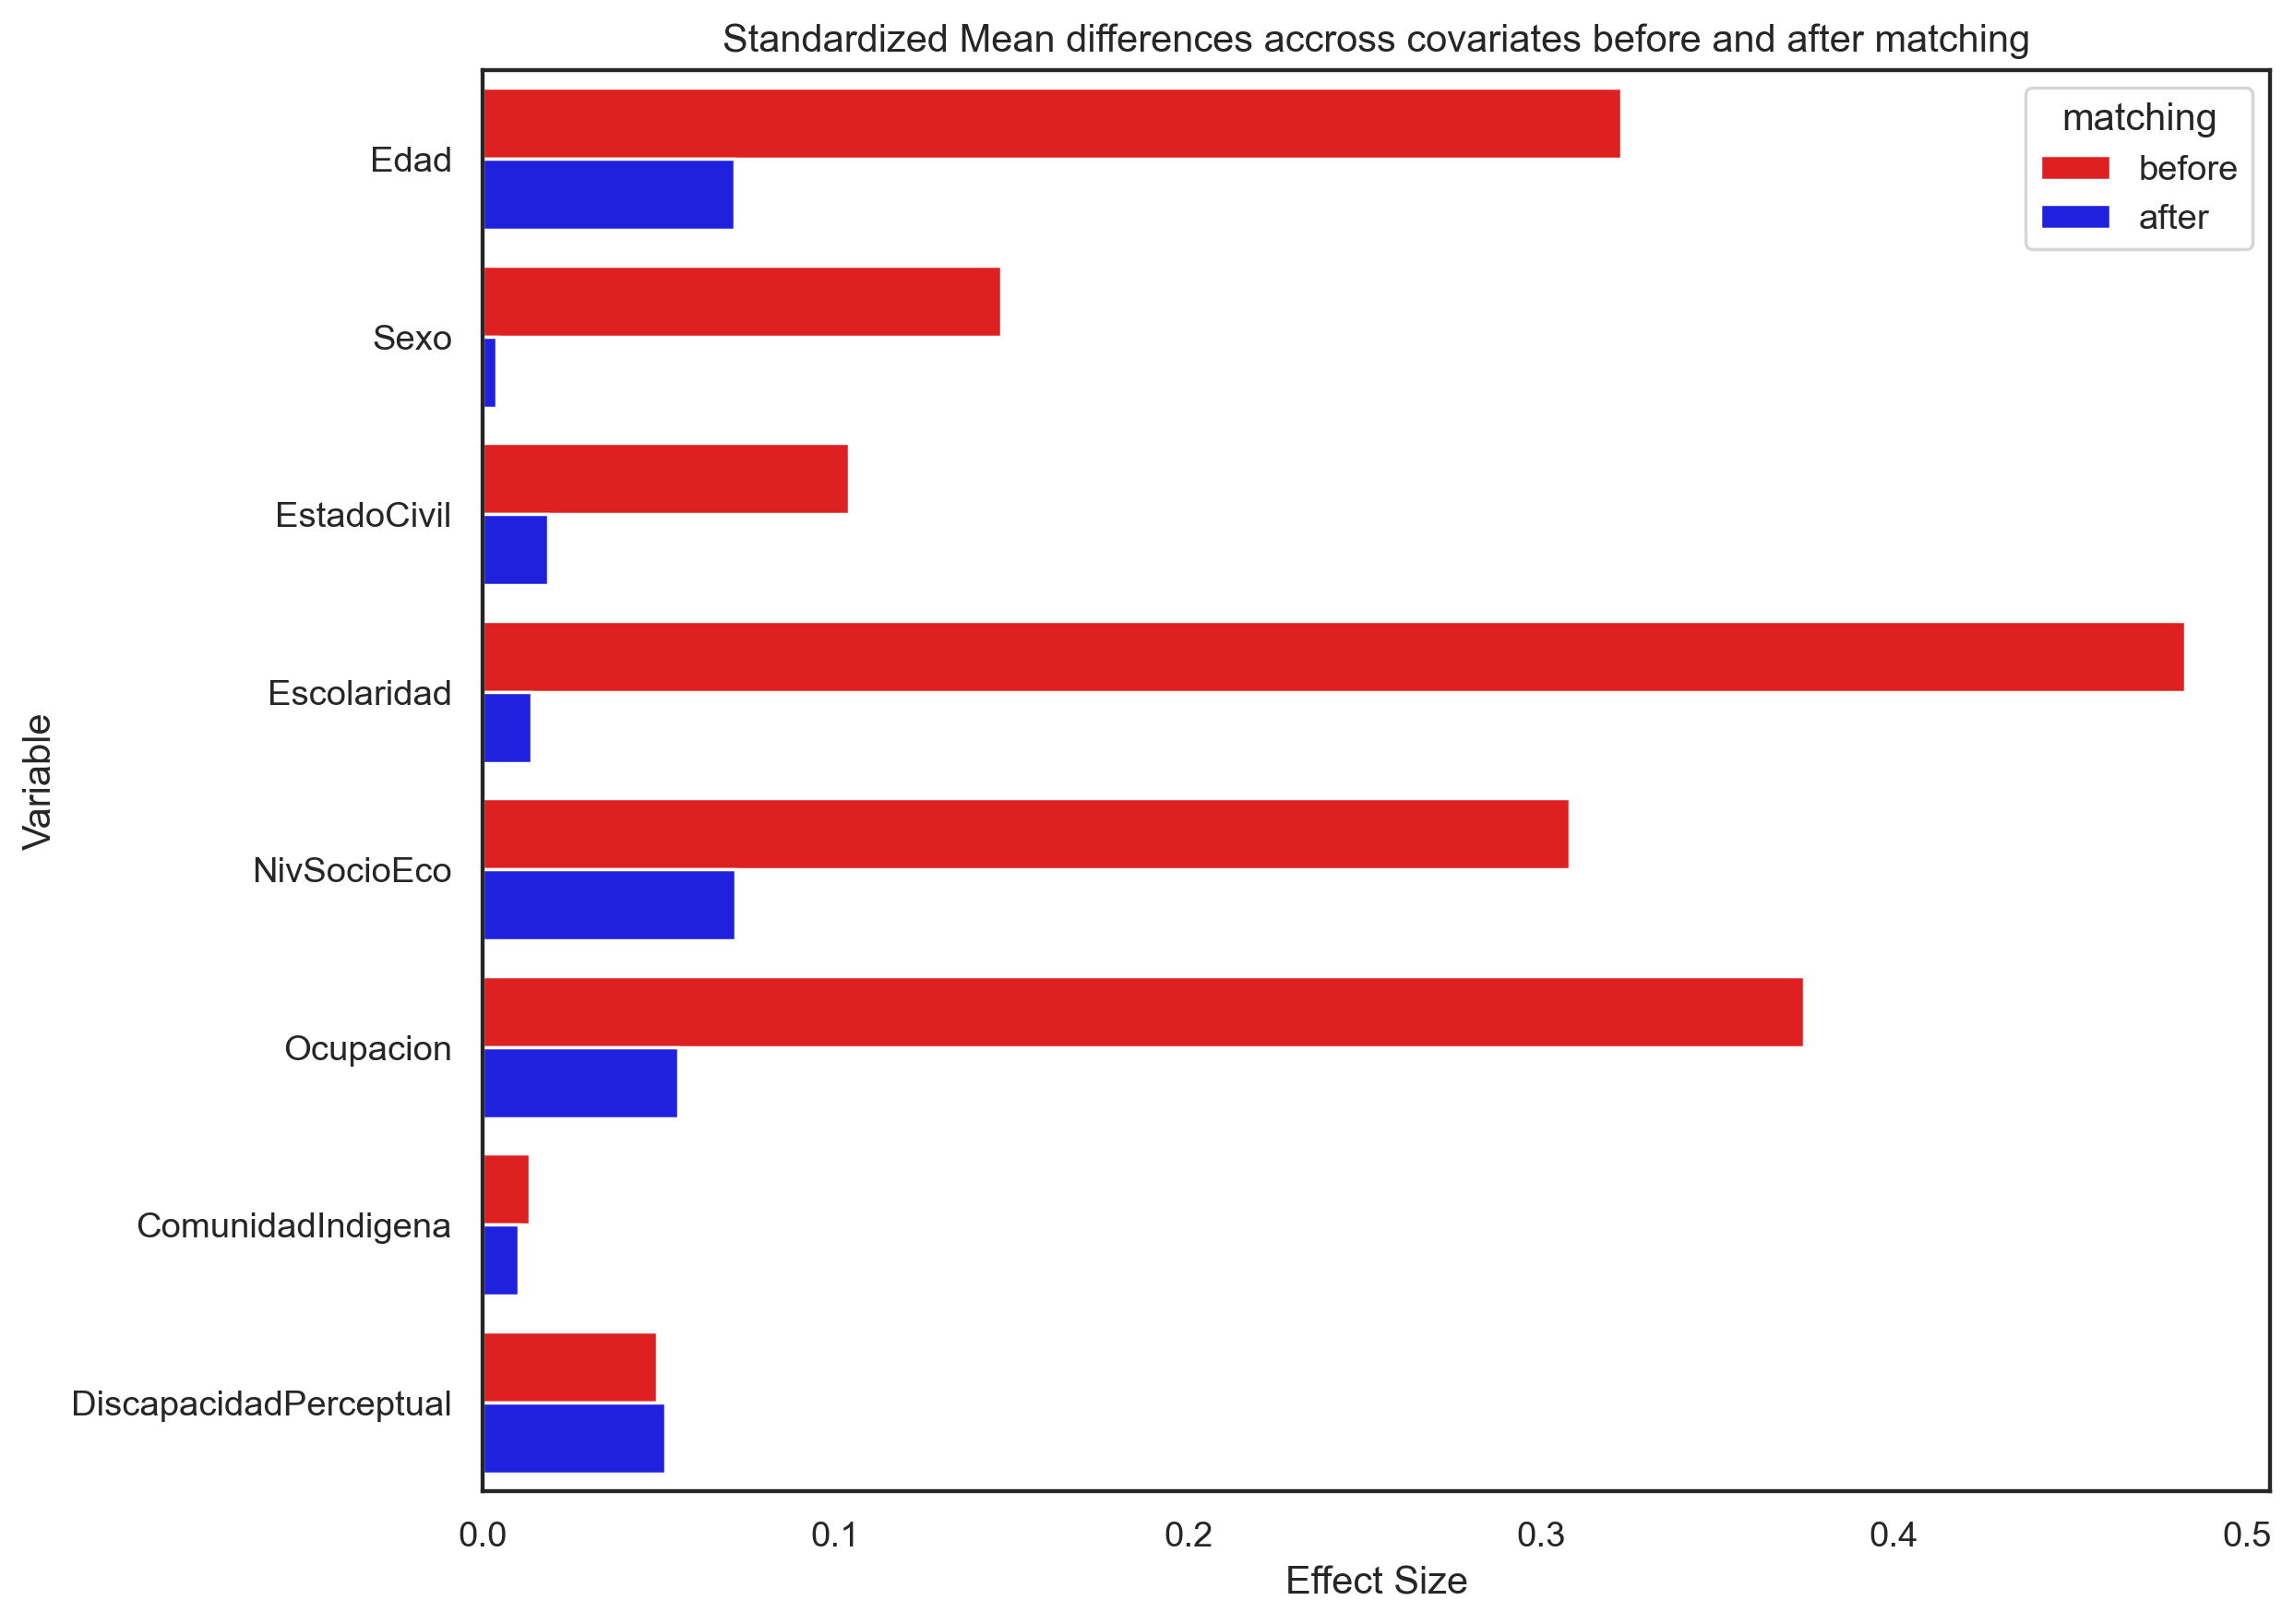 Standardized Mean differences accross covariates before and after matching
matching
before
after
Edad
Sexo
EstadoCivil
Escolaridad
NivSocioEco
Ocupacion
ComunidadIndigena
DiscapacidadPerceptual
Variable
0.0 0.1 0.2 0.3 0.4 0.5
Effect Size